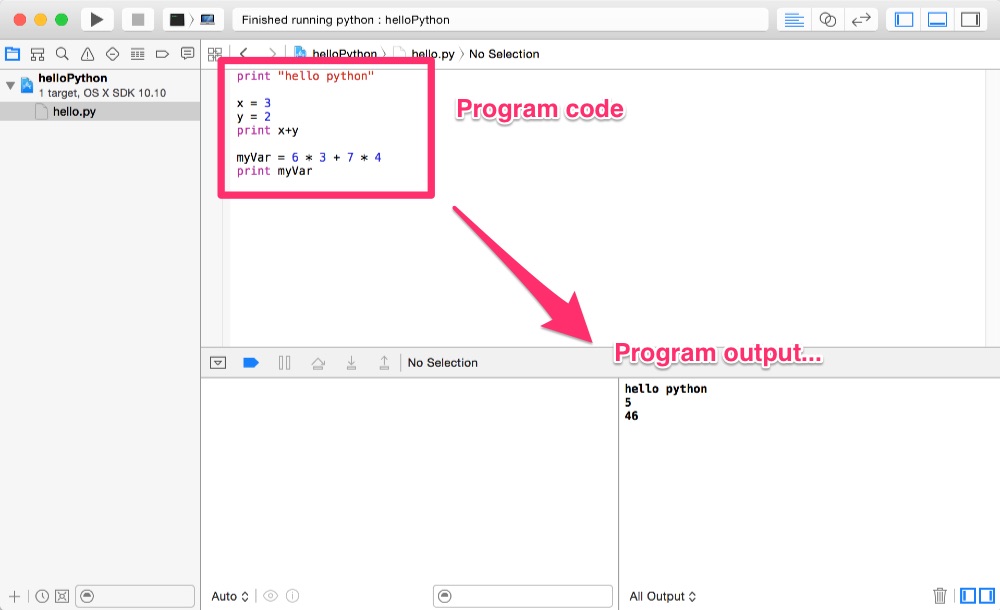 Finished running python : helloPython
helloPython
hello.py
No Selection
helloPython
1 target, OS X SDK 10.10
hello.py
print "hello python"
x = 3
y = 2
print x+y
myVar = 6 * 3 + 7 * 4
print myVar
Program code
No Selection
Program output...
hello python
5
46
Auto
All Output